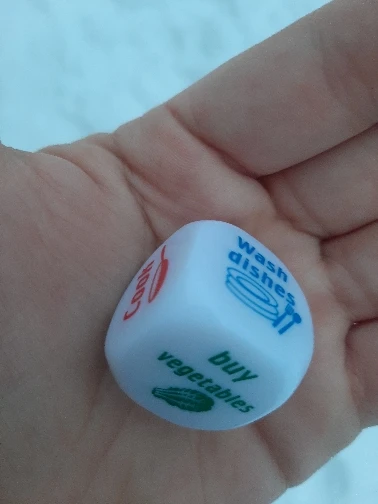 Cook
Wash
dishes
buy
vegetables